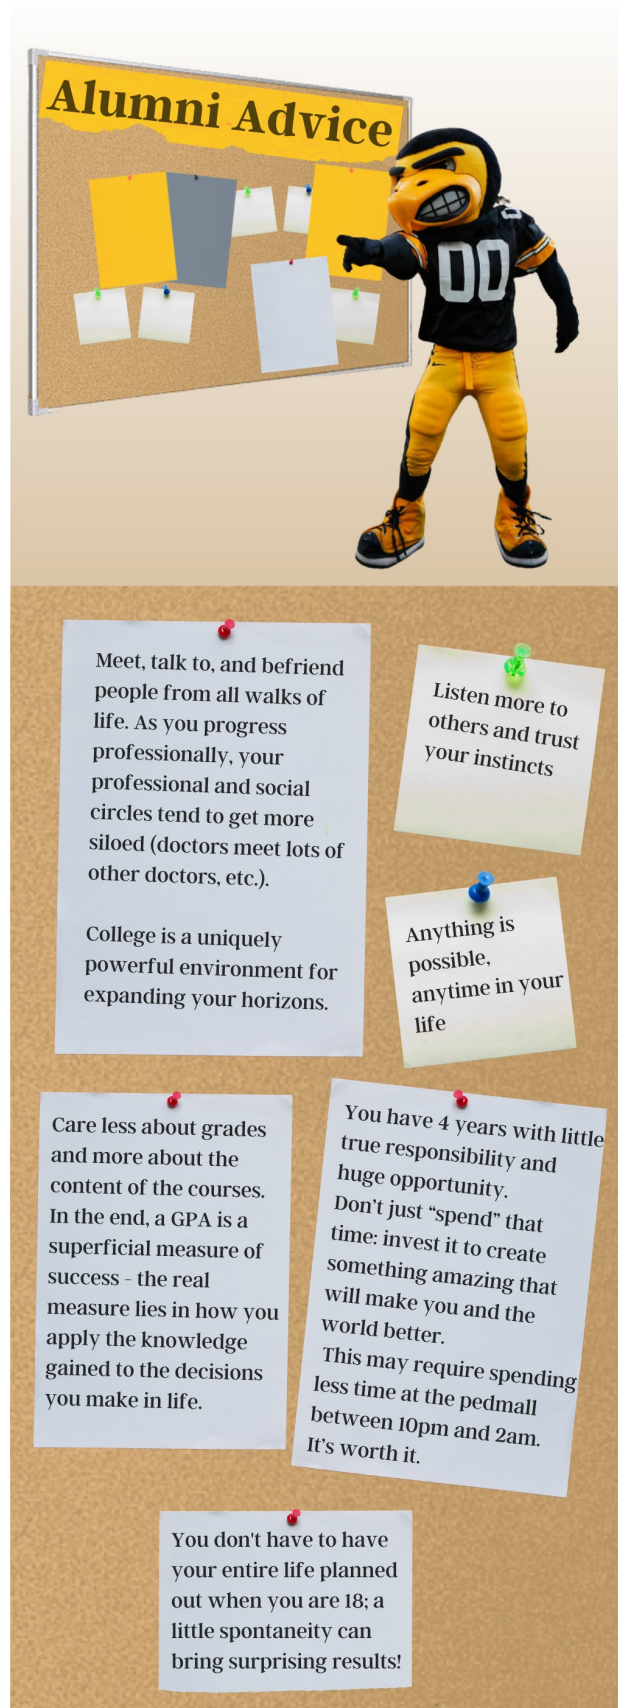 Alumni Advice
00
Meet, talk to, and befriend
people from all walks of
life. As you progress
professionally, your
professional and social
circles tend to get more
siloed (doctors meet lots of
other doctors, etc.).
College is a uniquely
powerful environment for
expanding your horizons.
Listen more to
others and trust
your instincts
Anything is
possible,
anytime in your
life
Care less about grades
and more about the
content of the courses.
In the end, a GPA is a
superficial measure of
success - the real
measure lies in how you
apply the knowledge
gained to the decisions
you make in life.
You have 4 years with little
true responsibility and
huge opportunity.
Don't just “spend” that
time: invest it to create
something amazing that
will make you and the
world better.
This may require spending
less time at the pedmall
between 10pm and 2am.
It's worth it.
You don't have to have
your entire life planned
out when you are 18; a
little spontaneity can
bring surprising results!